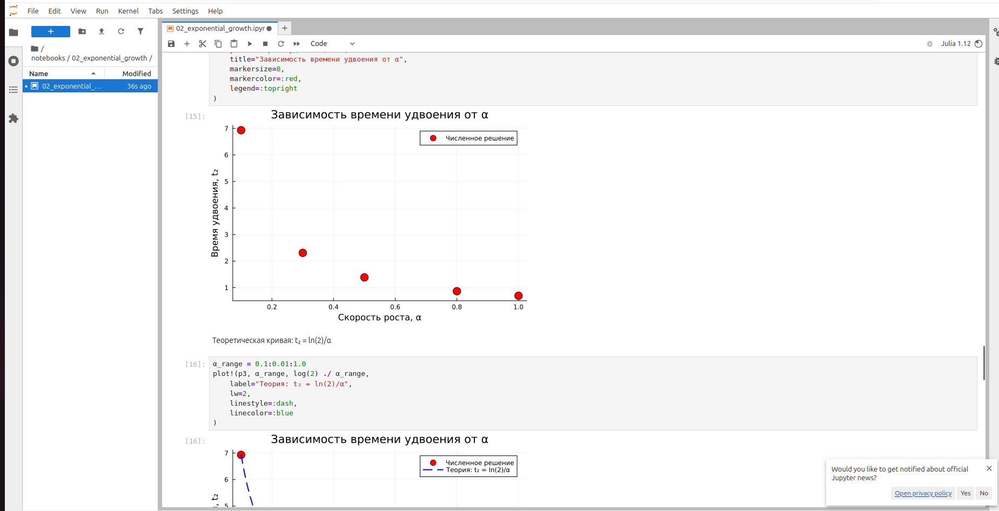 File Edit View Run Kernel Tabs Settings Help
02_exponential_growth.ipyr
+
Code
Julia 1.12
/
notebooks / 02_exponential_growth /
Name Modified
02_exponential_... 36s ago
title="Зависимость времени удвоения от α",
markersize=8,
markercolor=:red,
legend=:topright
)
[15]:
Зависимость времени удвоения от α
Численное решение
7
6
5
4
3
2
1
Время удвоения, t₂
0.2 0.4 0.6 0.8 1.0
Скорость роста, α
Теоретическая кривая: t₂ = ln(2)/α
[16]:
α_range = 0.1:0.01:1.0
plot!(p3, α_range, log(2) ./ α_range,
label="Теория: t₂ = ln(2)/α",
lw=2,
linestyle=:dash,
linecolor=:blue
)
[16]:
Зависимость времени удвоения от α
Численное решение
Теория: t₂ = ln(2)/α
7
6
5
, t₂
Would you like to get notified about official
Jupyter news?
Open privacy policy Yes No